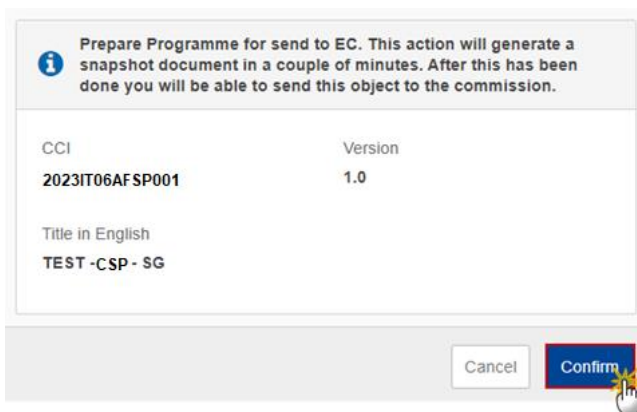 Prepare Programme for send to EC. This action will generate a
snapshot document in a couple of minutes. After this has been
done you will be able to send this object to the commission.
CCI
Version
2023IT06AFSP001
1.0
Title in English
TEST -CSP - SG
Cancel
Confirm